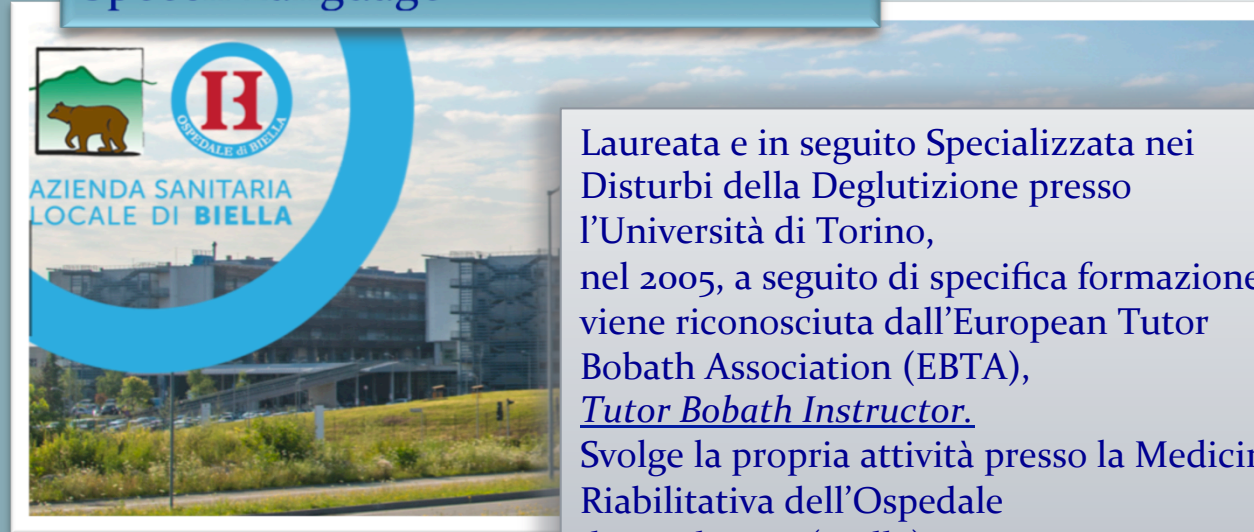 AZIENDA SANITARIA
LOCALE DI BIELLA
OSPEDALE di BIELLA
Laureata e in seguito Specializzata nei
Disturbi della Deglutizione presso
l'Università di Torino,
nel 2005, a seguito di specifica formazione
viene riconosciuta dall'European Tutor
Bobath Association (EBTA),
Tutor Bobath Instructor.
Svolge la propria attività presso la Medicin
Riabilitativa dell'Ospedale